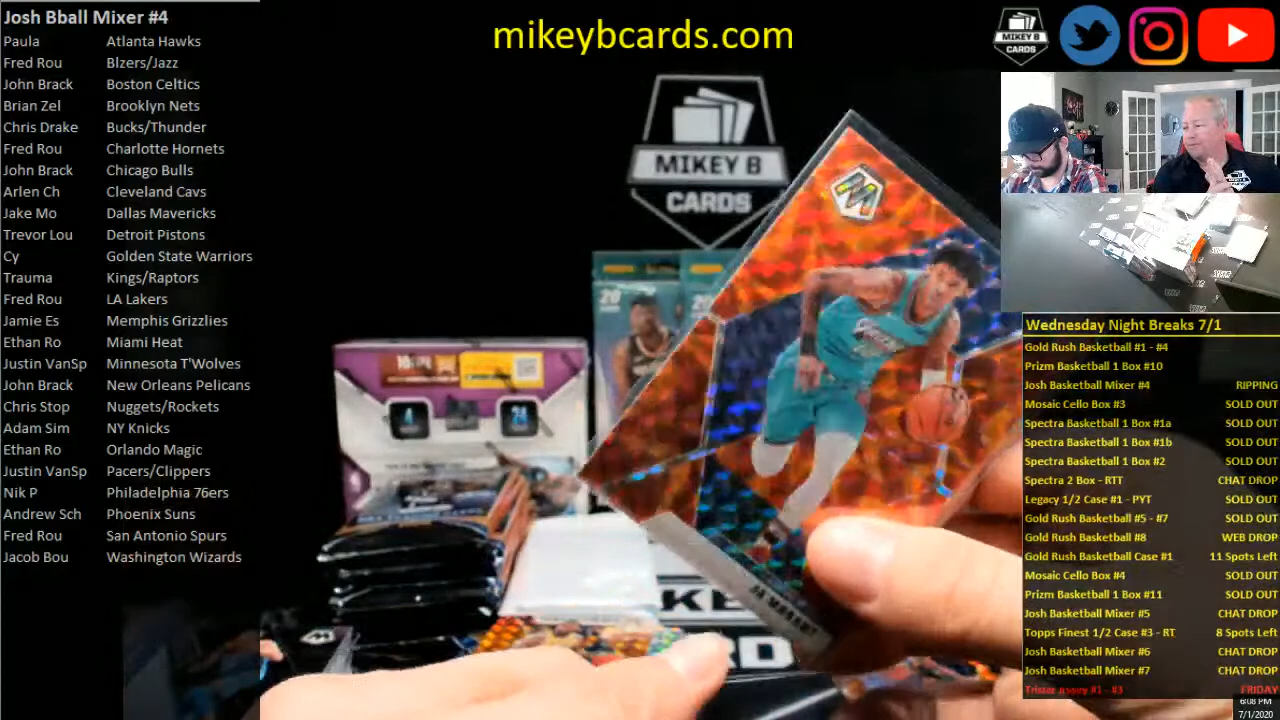 Josh Bball Mixer #4
Paula Atlanta Hawks
Fred Rou Blzers/Jazz
John Brack Boston Celtics
Brian Zel Brooklyn Nets
Chris Drake Bucks/Thunder
Fred Rou Charlotte Hornets
John Brack Chicago Bulls
Arlen Ch Cleveland Cavs
Jake Mo Dallas Mavericks
Trevor Lou Detroit Pistons
Cy Golden State Warriors
Trauma Kings/Raptors
Fred Rou LA Lakers
Jamie Es Memphis Grizzlies
Ethan Ro Miami Heat
Justin VanSp Minnesota T'Wolves
John Brack New Orleans Pelicans
Chris Stop Nuggets/Rockets
Adam Sim NY Knicks
Ethan Ro Orlando Magic
Justin VanSp Pacers/Clippers
Nik P Philadelphia 76ers
Andrew Sch Phoenix Suns
Fred Rou San Antonio Spurs
Jacob Bou Washington Wizards
mikeybcards.com
MIKEY B
CARDS
MIKEY B
CARDS
JA MORANT
Wednesday Night Breaks 7/1
Gold Rush Basketball #1 - #4
Prizm Basketball 1 Box #10
Josh Basketball Mixer #4 RIPPING
Mosaic Cello Box #3 SOLD OUT
Spectra Basketball 1 Box #1a SOLD OUT
Spectra Basketball 1 Box #1b SOLD OUT
Spectra Basketball 1 Box #2 SOLD OUT
Spectra 2 Box - RTT CHAT DROP
Legacy 1/2 Case #1 - PYT SOLD OUT
Gold Rush Basketball #5 - #7 SOLD OUT
Gold Rush Basketball #8 WEB DROP
Gold Rush Basketball Case #1 11 Spots Left
Mosaic Cello Box #4 SOLD OUT
Prizm Basketball 1 Box #11 SOLD OUT
Josh Basketball Mixer #5 CHAT DROP
Topps Finest 1/2 Case #3 - RT 8 Spots Left
Josh Basketball Mixer #6 CHAT DROP
Josh Basketball Mixer #7 CHAT DROP
#1 - #3 FRIDAY
6:08 PM
7/1/2020